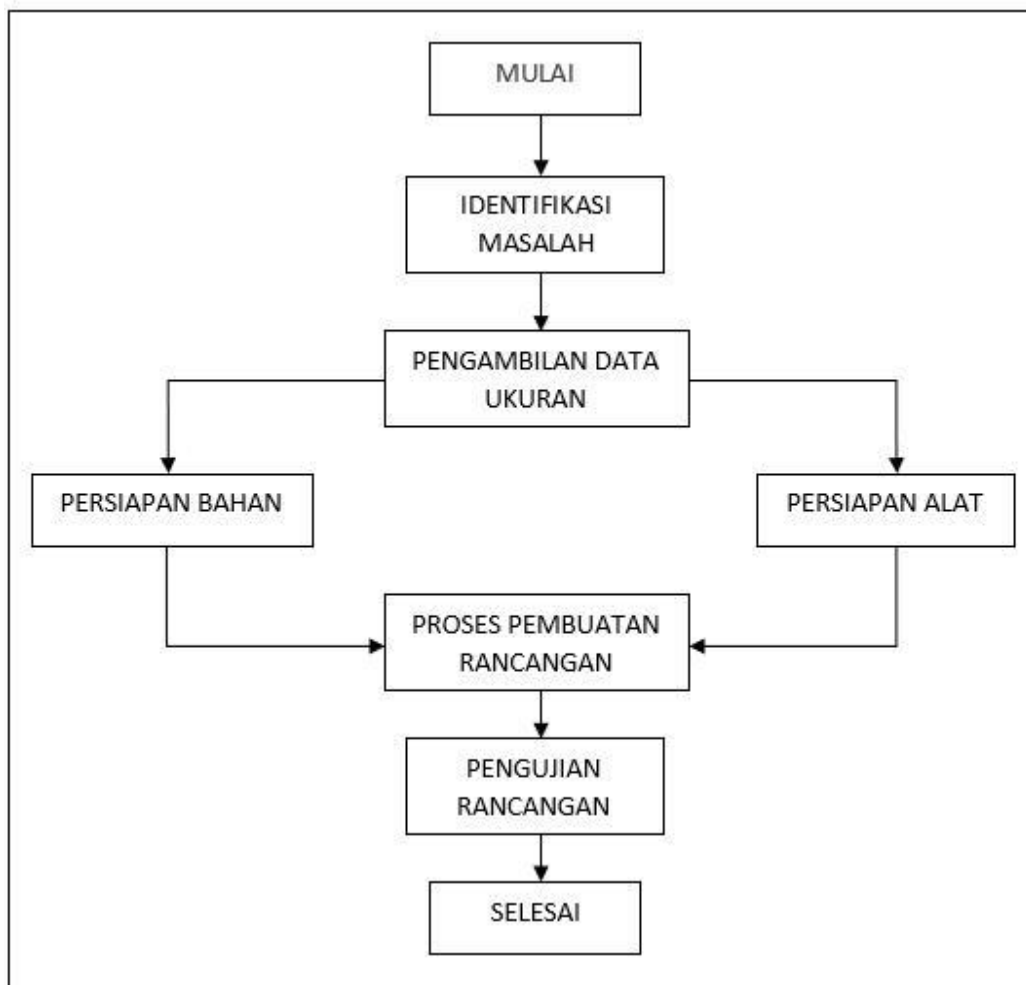 MULAI
IDENTIFIKASI
MASALAH
PENGAMBILAN DATA
UKURAN
PERSIAPAN BAHAN
PERSIAPAN ALAT
PROSES PEMBUATAN
RANCANGAN
PENGUJIAN
RANCANGAN
SELESAI